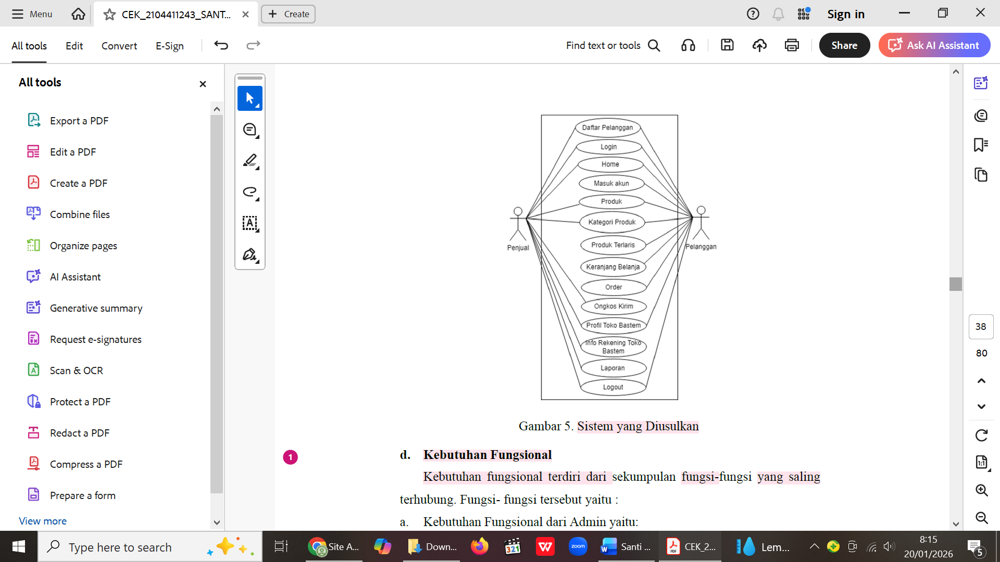 Menu
CEK_2104411243_SANT...
Create
Sign in
All tools
Edit
Convert
E-Sign
Find text or tools
Share
Ask AI Assistant
All tools
Export a PDF
Edit a PDF
Create a PDF
Combine files
Organize pages
AI Assistant
Generative summary
Request e-signatures
Scan & OCR
Protect a PDF
Redact a PDF
Compress a PDF
Prepare a form
View more
Daftar Pelanggan
Login
Home
Masuk akun
Produk
Kategori Produk
Produk Terlaris
Keranjang Belanja
Order
Ongkos Kirim
Profil Toko Bastem
Info Rekening Toko
Bastem
Laporan
Logout
Penjual
Pelanggan
Gambar 5. Sistem yang Diusulkan
1
d. Kebutuhan Fungsional
Kebutuhan fungsional terdiri dari sekumpulan fungsi-fungsi yang saling
terhubung. Fungsi- fungsi tersebut yaitu :
a. Kebutuhan Fungsional dari Admin yaitu:
38
80
1:1
Type here to search
Site A...
Down...
321
zoom
Santi ...
PDF
CEK_2...
Lem...
8:15
20/01/2026
5